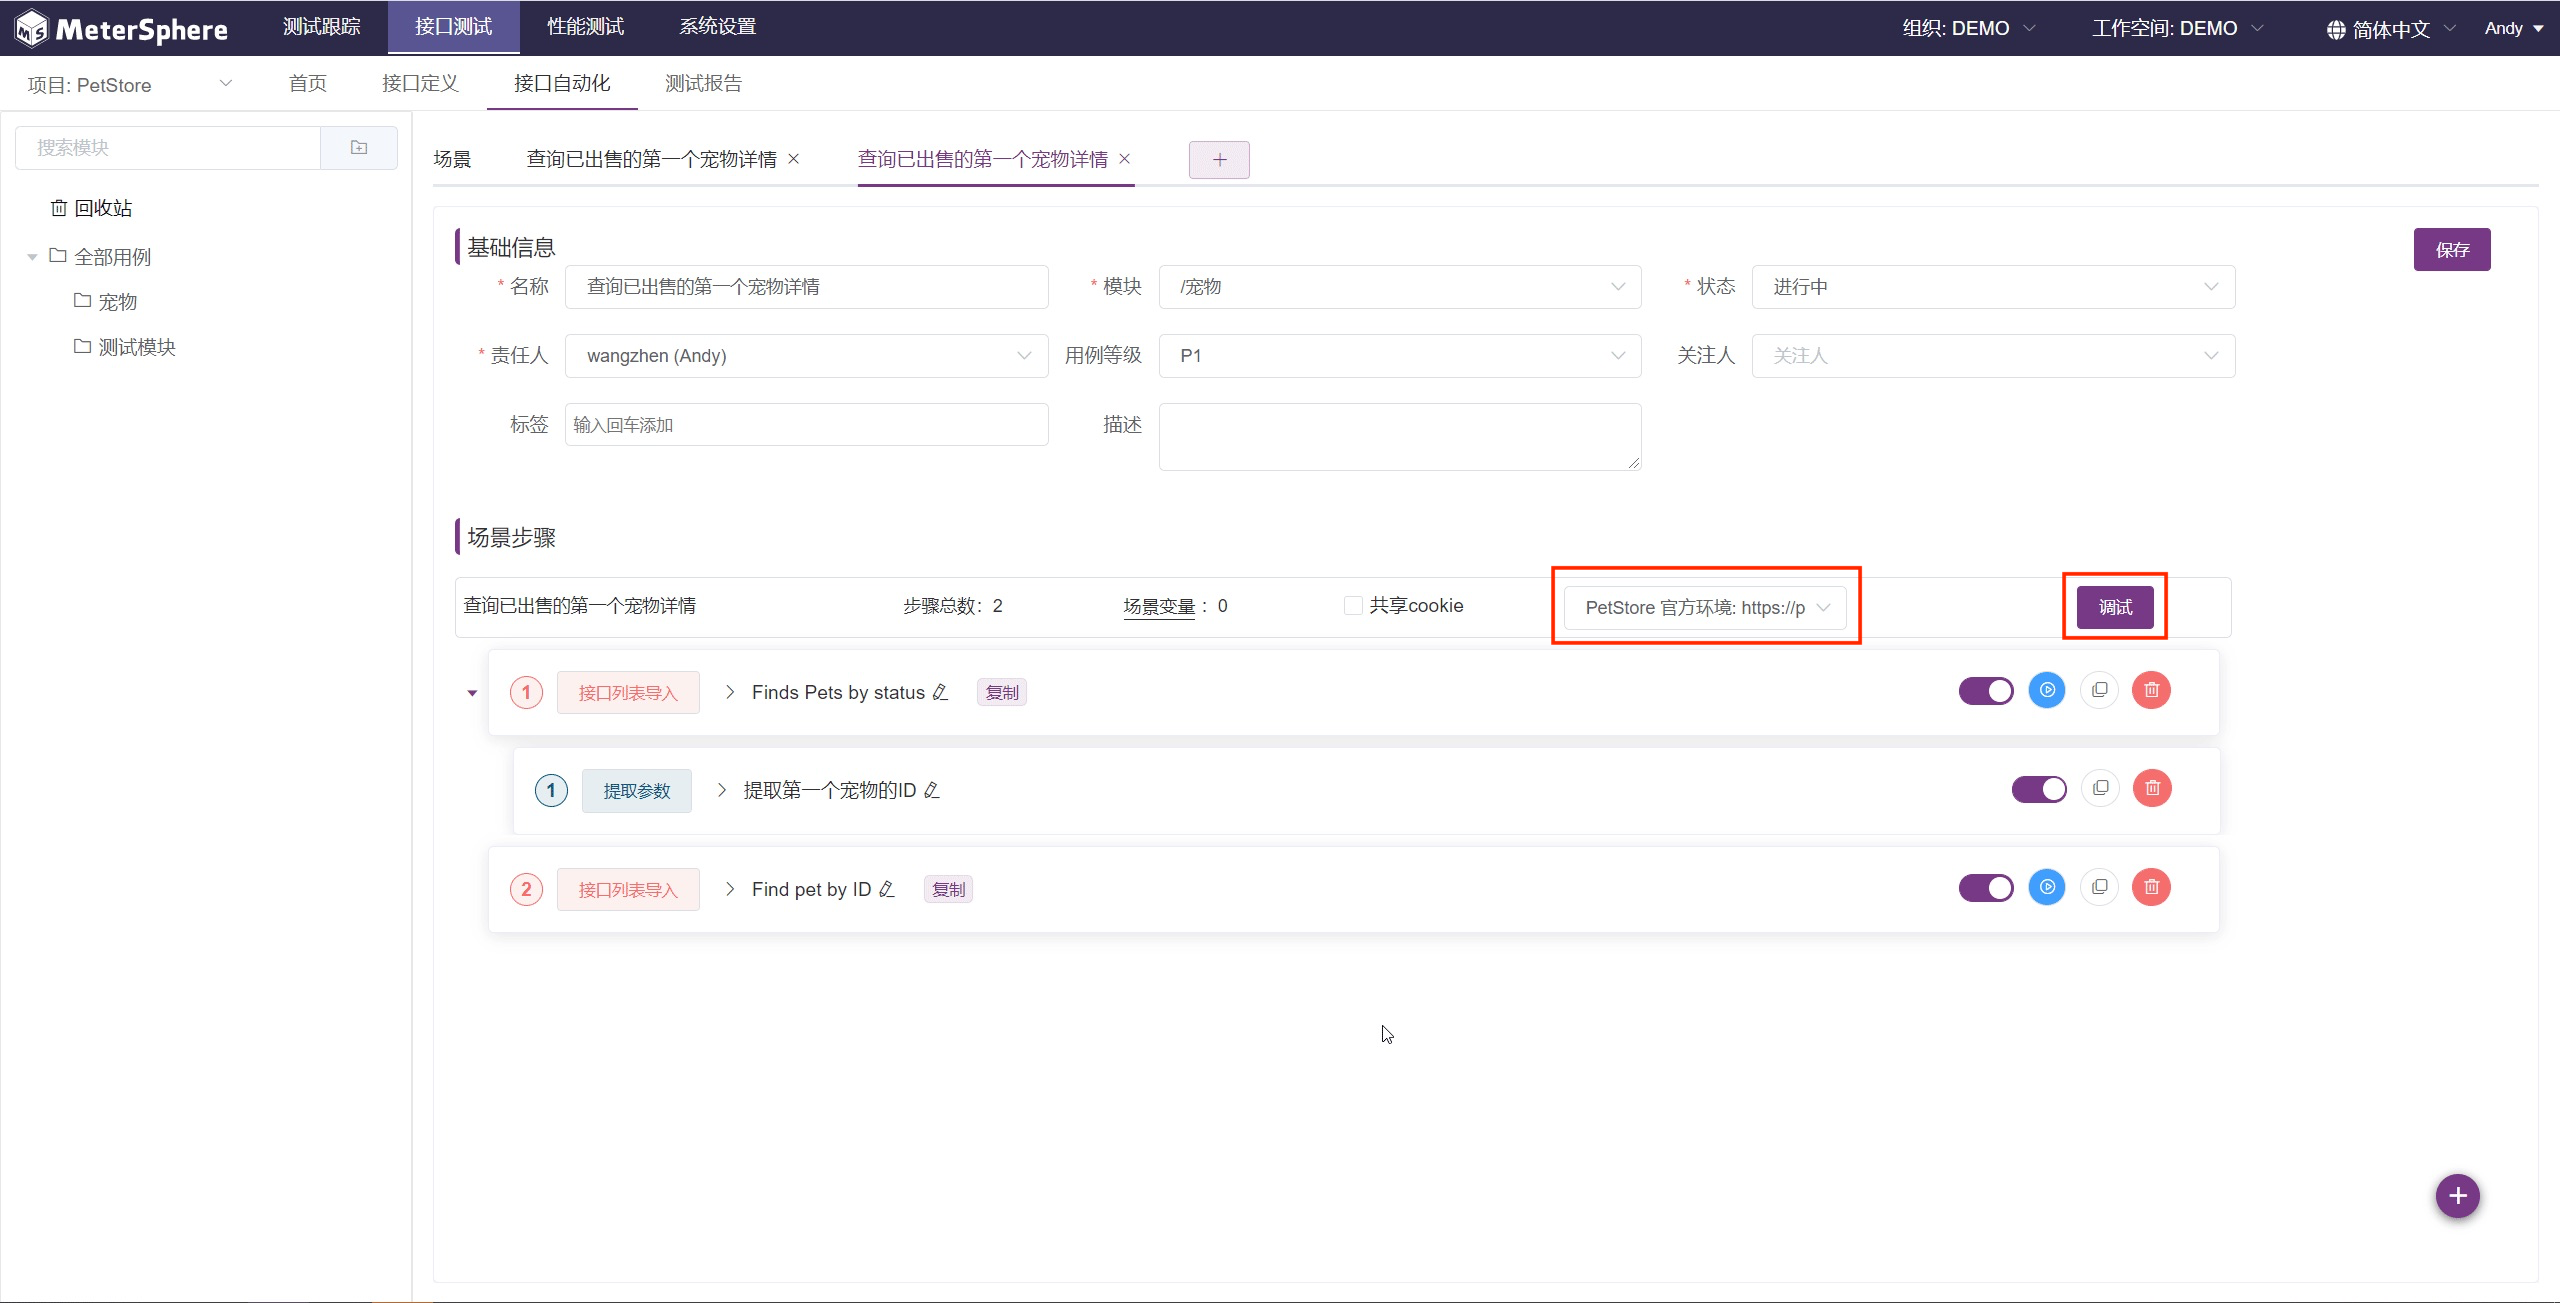 MeterSphere 测试跟踪 接口测试 性能测试 系统设置 组织: DEMO 工作空间: DEMO 简体中文 Andy
项目: PetStore 首页 接口定义 接口自动化 测试报告
搜索模块
回收站
全部用例
宠物
测试模块
场景 查询已出售的第一个宠物详情 查询已出售的第一个宠物详情
基础信息 保存
* 名称 查询已出售的第一个宠物详情 * 模块 /宠物 * 状态 进行中
* 责任人 wangzhen (Andy) 用例等级 P1 关注人 关注人
标签 输入回车添加 描述
场景步骤
查询已出售的第一个宠物详情 步骤总数：2 场景变量：0 共享cookie PetStore 官方环境: https://p 调试
1 接口列表导入 Finds Pets by status 复制
1 提取参数 提取第一个宠物的ID
2 接口列表导入 Find pet by ID 复制